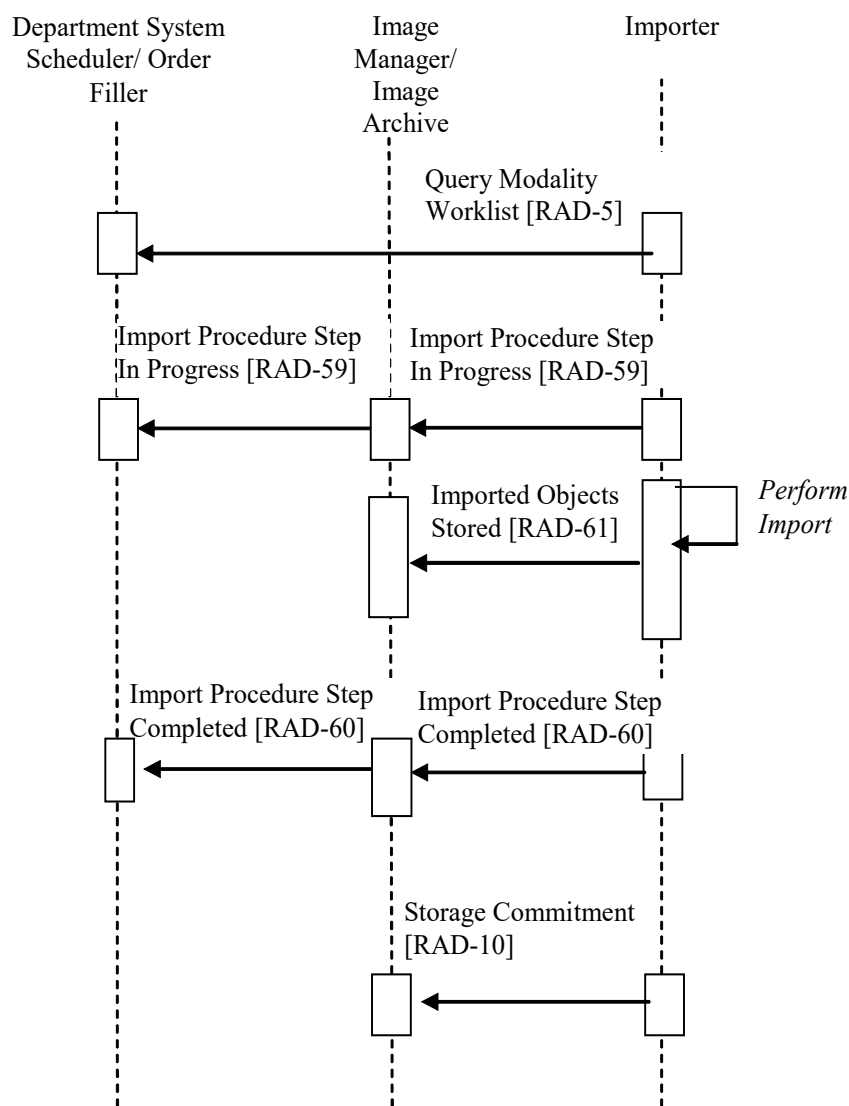 Department System
Scheduler/ Order
Filler
Image
Manager/
Image
Archive
Importer
Query Modality
Worklist [RAD-5]
Import Procedure Step
In Progress [RAD-59]
Import Procedure Step
In Progress [RAD-59]
Imported Objects
Stored [RAD-61]
Perform
Import
Import Procedure Step
Completed [RAD-60]
Import Procedure Step
Completed [RAD-60]
Storage Commitment
[RAD-10]